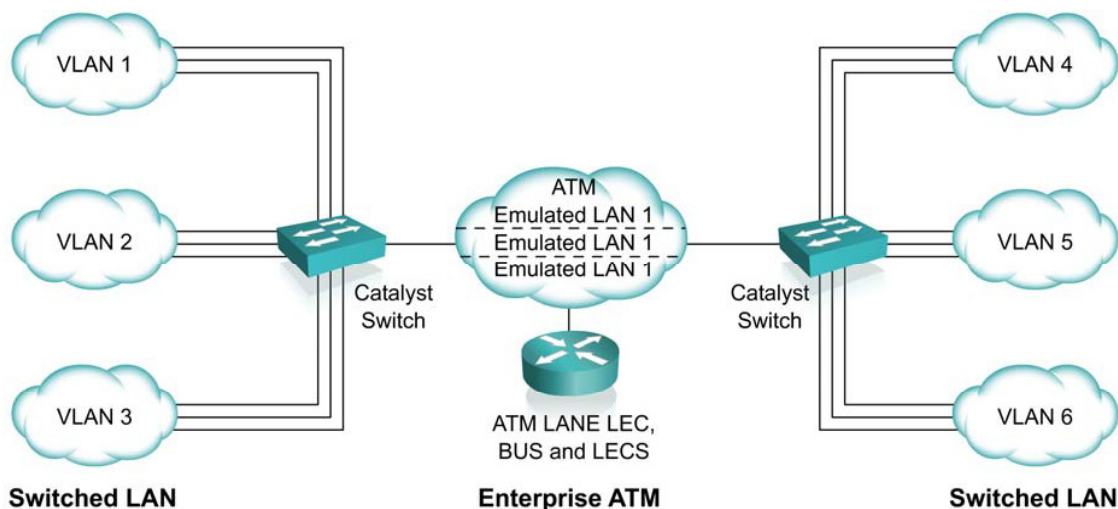 VLAN 1
VLAN 4
ATM
Emulated LAN 1
VLAN 2
Emulated LAN 1
VLAN 5
Emulated LAN 1
Catalyst
Switch
Catalyst
Switch
VLAN 3
ATM LANE LEC,
BUS and LECS
VLAN 6
Switched LAN
Enterprise ATM
Switched LAN